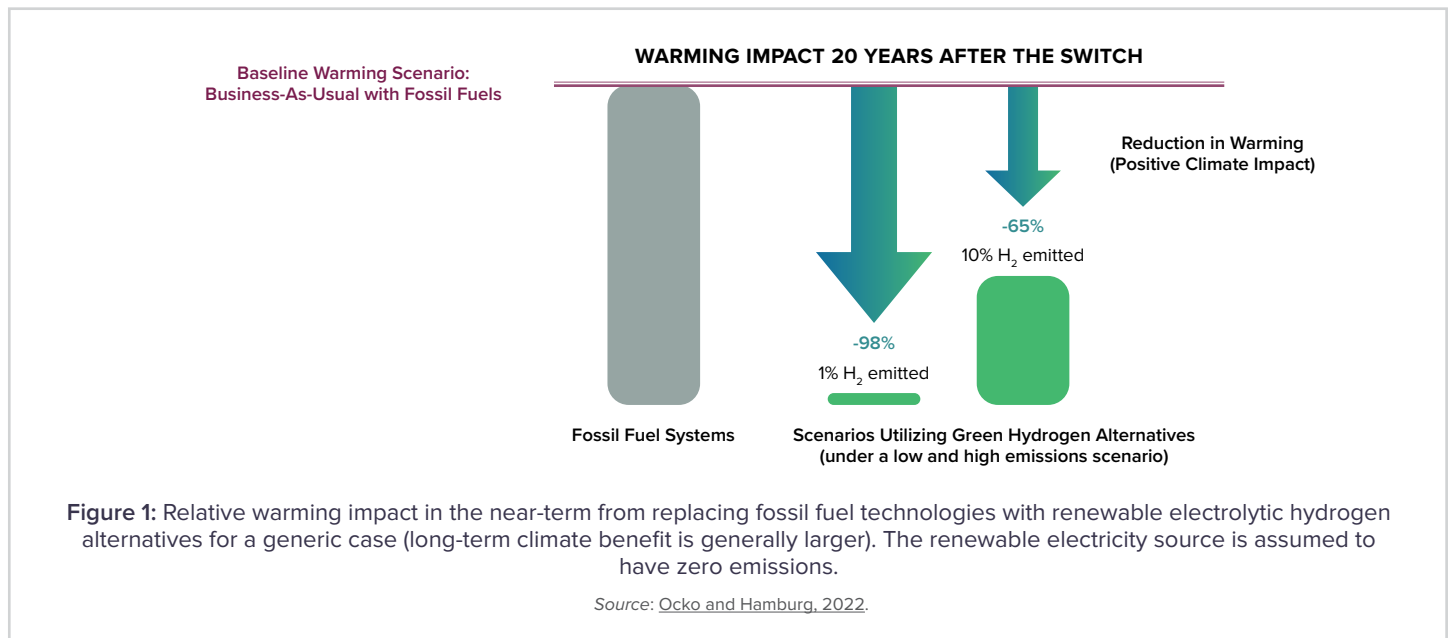 WARMING IMPACT 20 YEARS AFTER THE SWITCH
Baseline Warming Scenario:
Business-As-Usual with Fossil Fuels
Reduction in Warming
(Positive Climate Impact)
-65%
10% H₂ emitted
-98%
1% H₂ emitted
Fossil Fuel Systems
Scenarios Utilizing Green Hydrogen Alternatives
(under a low and high emissions scenario)
Figure 1: Relative warming impact in the near-term from replacing fossil fuel technologies with renewable electrolytic hydrogen
alternatives for a generic case (long-term climate benefit is generally larger). The renewable electricity source is assumed to
have zero emissions.
Source: Ocko and Hamburg, 2022.